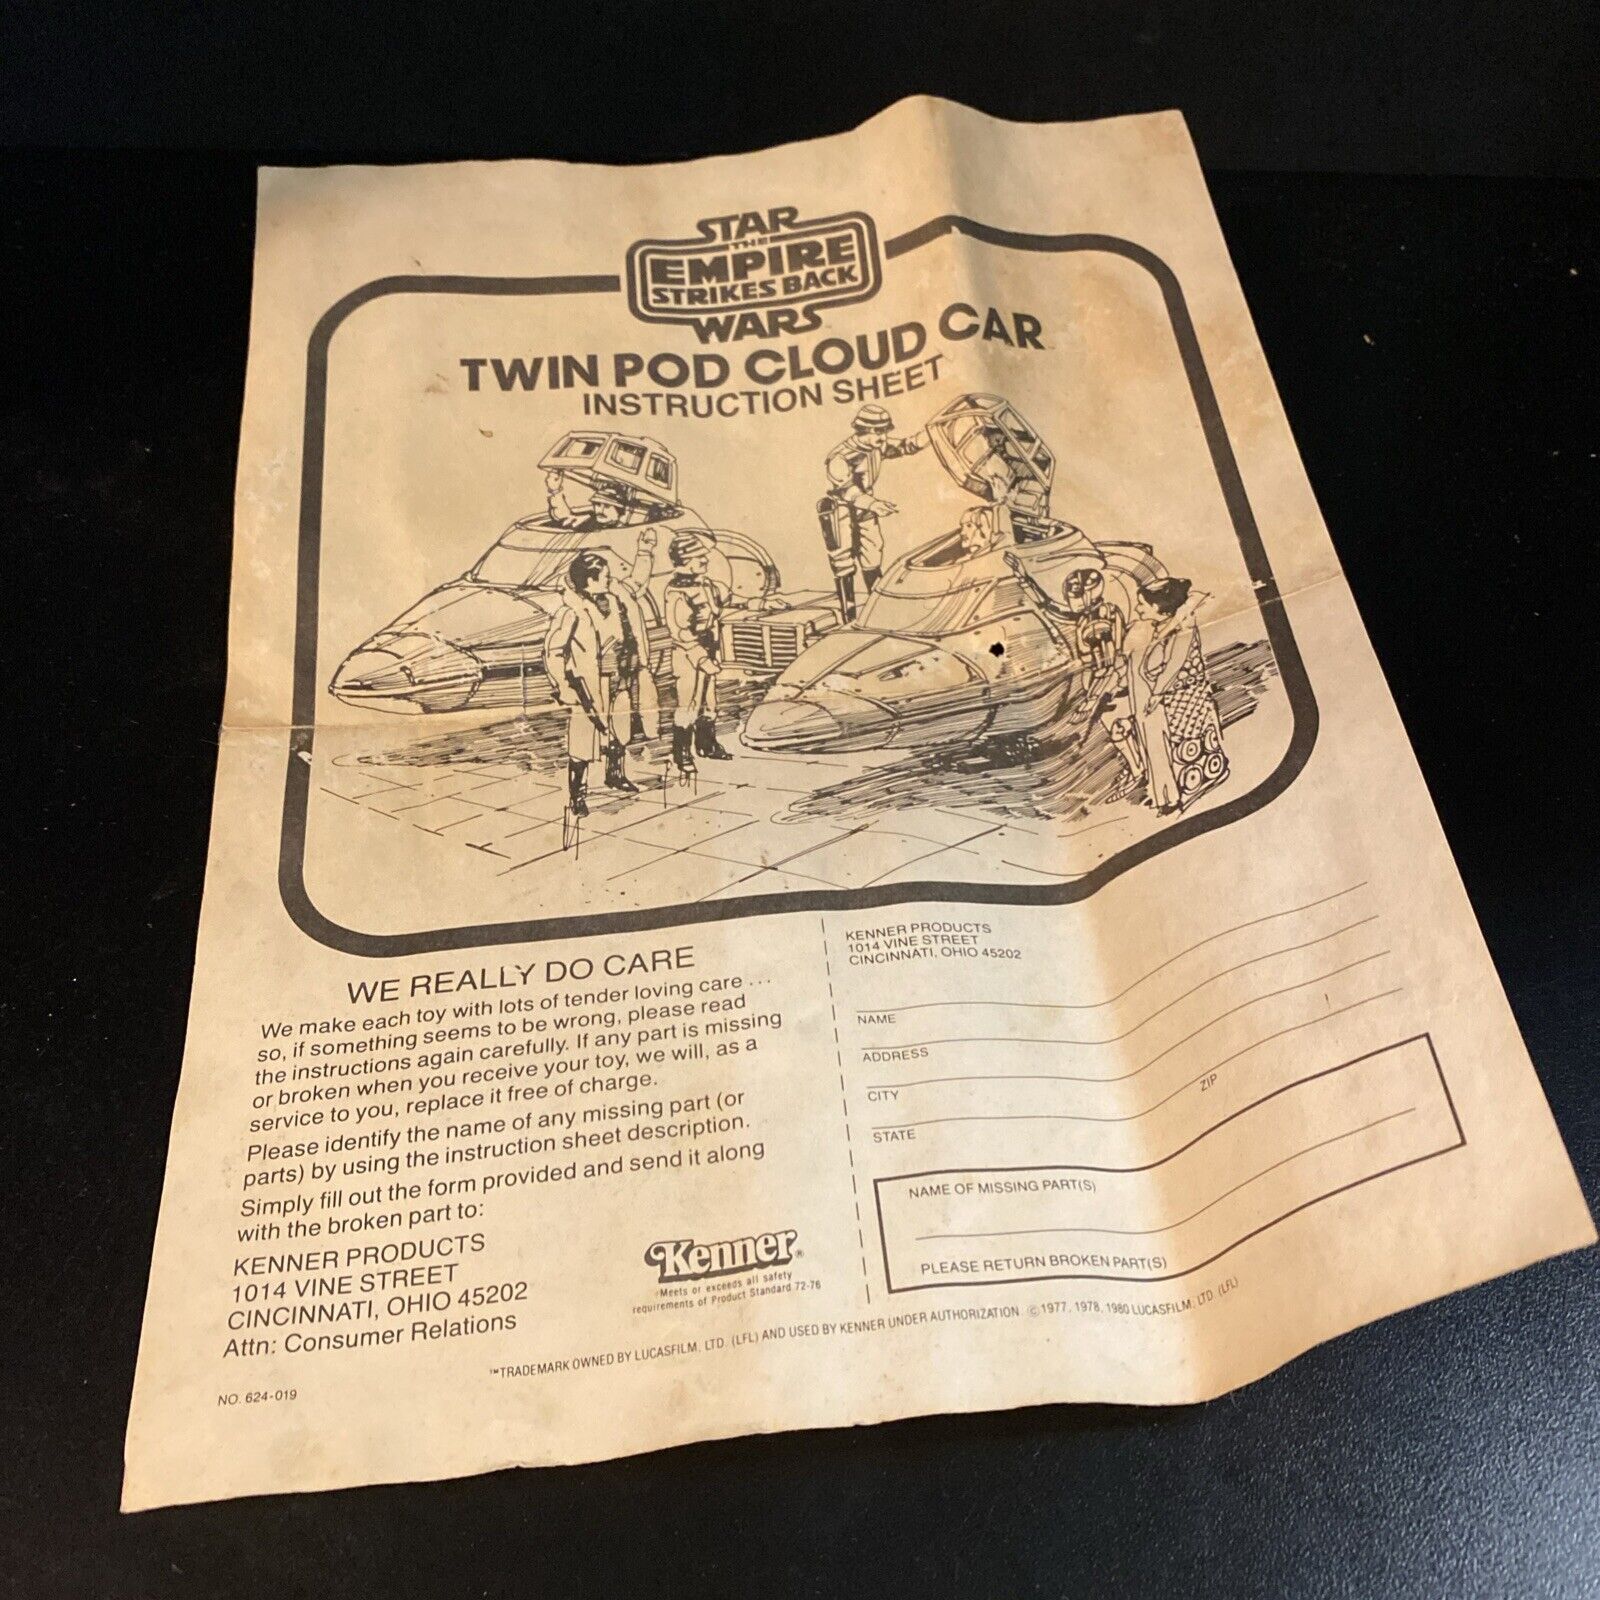 STAR
THE
EMPIRE
STRIKES BACK
WARS
TWIN POD CLOUD CAR
INSTRUCTION SHEET
WE REALLY DO CARE
We make each toy with lots of tender loving care ...
so, if something seems to be wrong, please read
the instructions again carefully. If any part is missing
or broken when you receive your toy, we will, as a
service to you, replace it free of charge.
Please identify the name of any missing part (or
parts) by using the instruction sheet description.
Simply fill out the form provided and send it along
with the broken part to:
KENNER PRODUCTS
1014 VINE STREET
CINCINNATI, OHIO 45202
Attn: Consumer Relations
Kenner®
Meets or exceeds all safety
requirements of Product Standard 72-76
KENNER PRODUCTS
1014 VINE STREET
CINCINNATI, OHIO 45202
NAME
ADDRESS
CITY
STATE ZIP
NAME OF MISSING PART(S)
PLEASE RETURN BROKEN PART(S)
™TRADEMARK OWNED BY LUCASFILM, LTD. (LFL) AND USED BY KENNER UNDER AUTHORIZATION ©1977, 1978, 1980 LUCASFILM, LTD. (LFL)
NO. 624-019